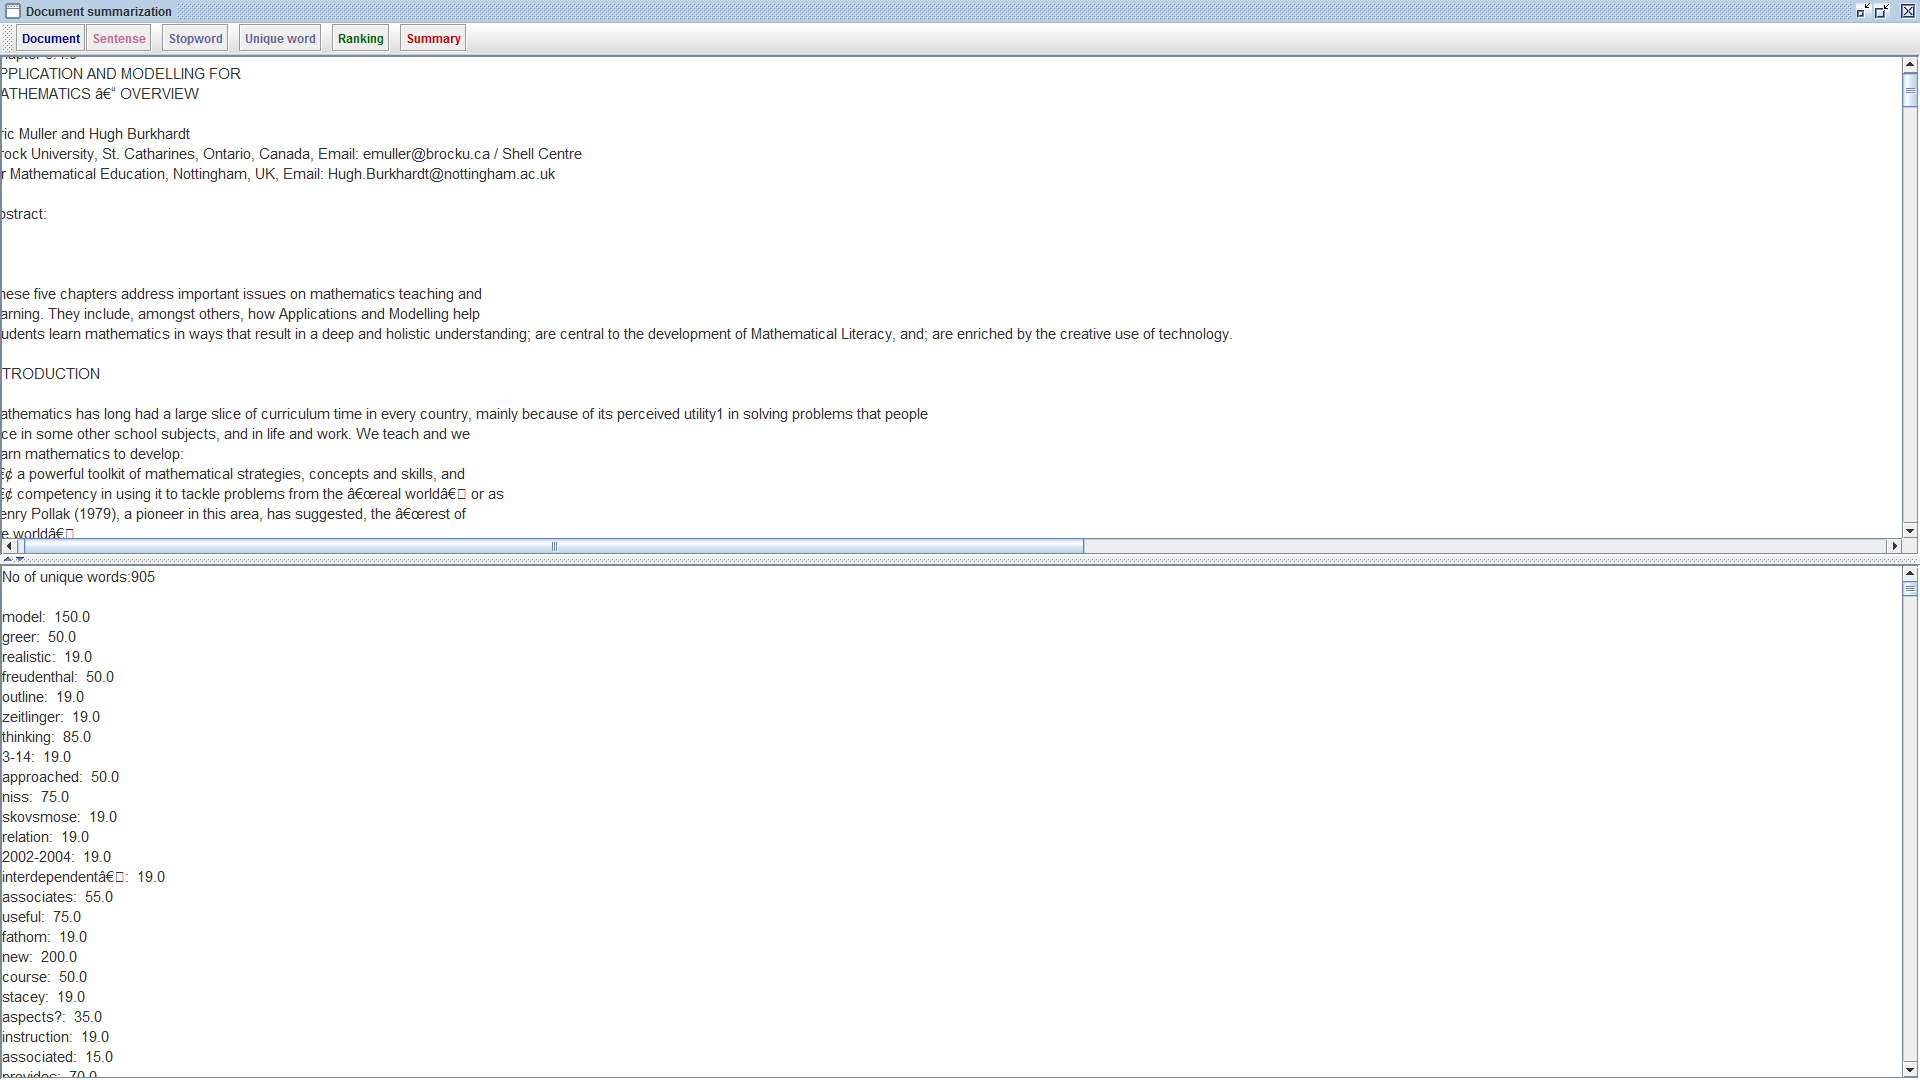 Document summarization
Document Sentense Stopword Unique word Ranking Summary
hapter 3.4.0
PPLICATION AND MODELLING FOR
ATHEMATICS â€“ OVERVIEW
ric Muller and Hugh Burkhardt
rock University, St. Catharines, Ontario, Canada, Email: emuller@brocku.ca / Shell Centre
r Mathematical Education, Nottingham, UK, Email: Hugh.Burkhardt@nottingham.ac.uk
bstract:
hese five chapters address important issues on mathematics teaching and
arning. They include, amongst others, how Applications and Modelling help
udents learn mathematics in ways that result in a deep and holistic understanding; are central to the development of Mathematical Literacy, and; are enriched by the creative use of technology.
TRODUCTION
athematics has long had a large slice of curriculum time in every country, mainly because of its perceived utility1 in solving problems that people
ce in some other school subjects, and in life and work. We teach and we
arn mathematics to develop:
€¢ a powerful toolkit of mathematical strategies, concepts and skills, and
€¢ competency in using it to tackle problems from the â€œreal worldâ€□ or as
enry Pollak (1979), a pioneer in this area, has suggested, the â€œrest of
e worldâ€□
No of unique words:905
model: 150.0
greer: 50.0
realistic: 19.0
freudenthal: 50.0
outline: 19.0
zeitlinger: 19.0
thinking: 85.0
3-14: 19.0
approached: 50.0
niss: 75.0
skovsmose: 19.0
relation: 19.0
2002-2004: 19.0
interdependentâ€□: 19.0
associates: 55.0
useful: 75.0
fathom: 19.0
new: 200.0
course: 50.0
stacey: 19.0
aspects?: 35.0
instruction: 19.0
associated: 15.0
provides: 70.0